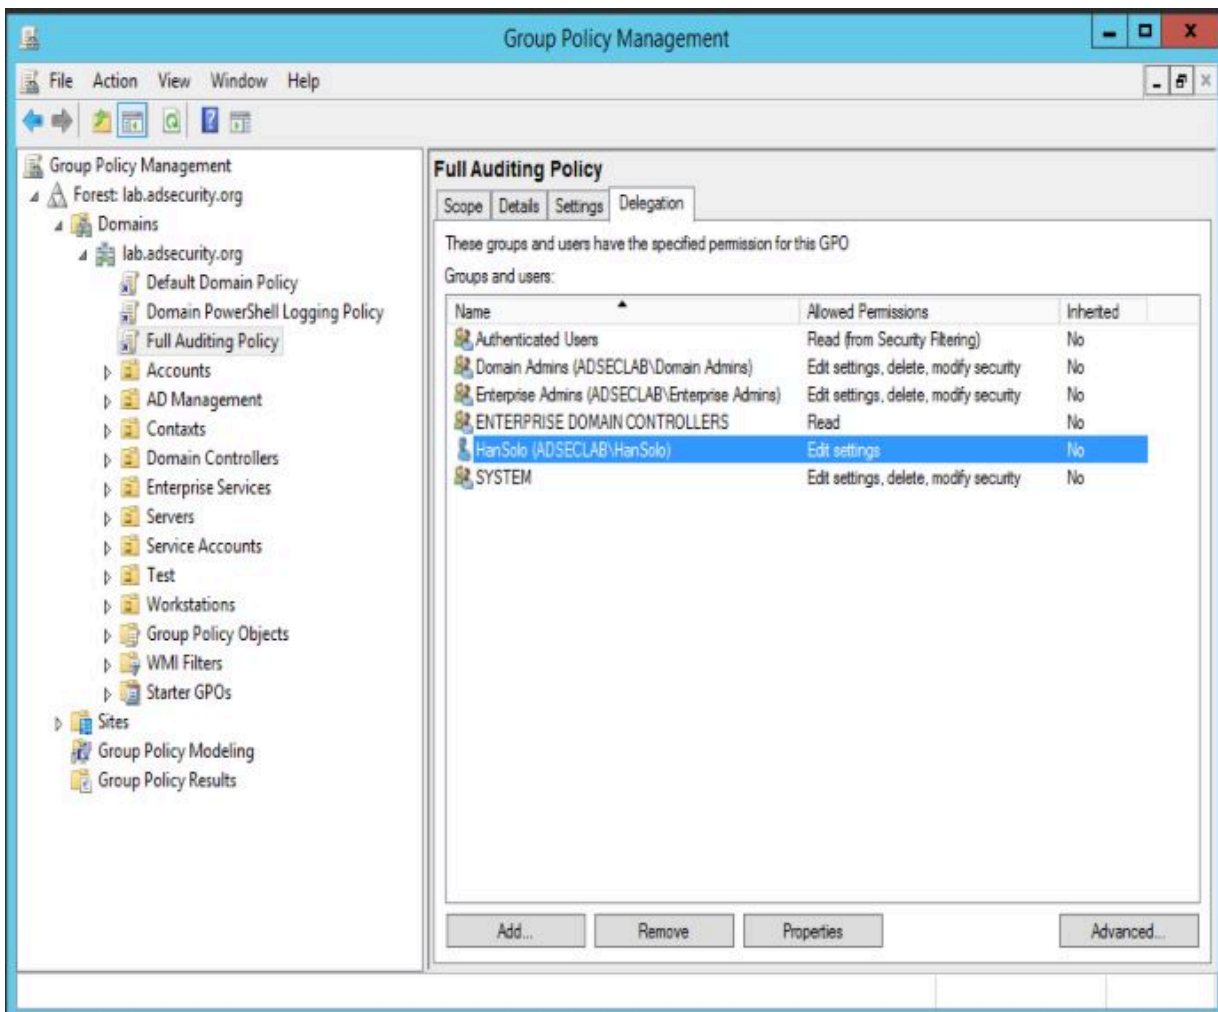 Group Policy Management
File Action View Window Help
Group Policy Management
Forest: lab.adsecurity.org
Domains
lab.adsecurity.org
Default Domain Policy
Domain PowerShell Logging Policy
Full Auditing Policy
Accounts
AD Management
Contaxts
Domain Controllers
Enterprise Services
Servers
Service Accounts
Test
Workstations
Group Policy Objects
WMI Filters
Starter GPOs
Sites
Group Policy Modeling
Group Policy Results
Full Auditing Policy
Scope Details Settings Delegation
These groups and users have the specified permission for this GPO
Groups and users:
Name Allowed Permissions Inherited
Authenticated Users Read (from Security Filtering) No
Domain Admins (ADSECLAB\Domain Admins) Edit settings, delete, modify security No
Enterprise Admins (ADSECLAB\Enterprise Admins) Edit settings, delete, modify security No
ENTERPRISE DOMAIN CONTROLLERS Read No
HanSolo (ADSECLAB\HanSolo) Edit settings No
SYSTEM Edit settings, delete, modify security No
Add... Remove Properties Advanced...